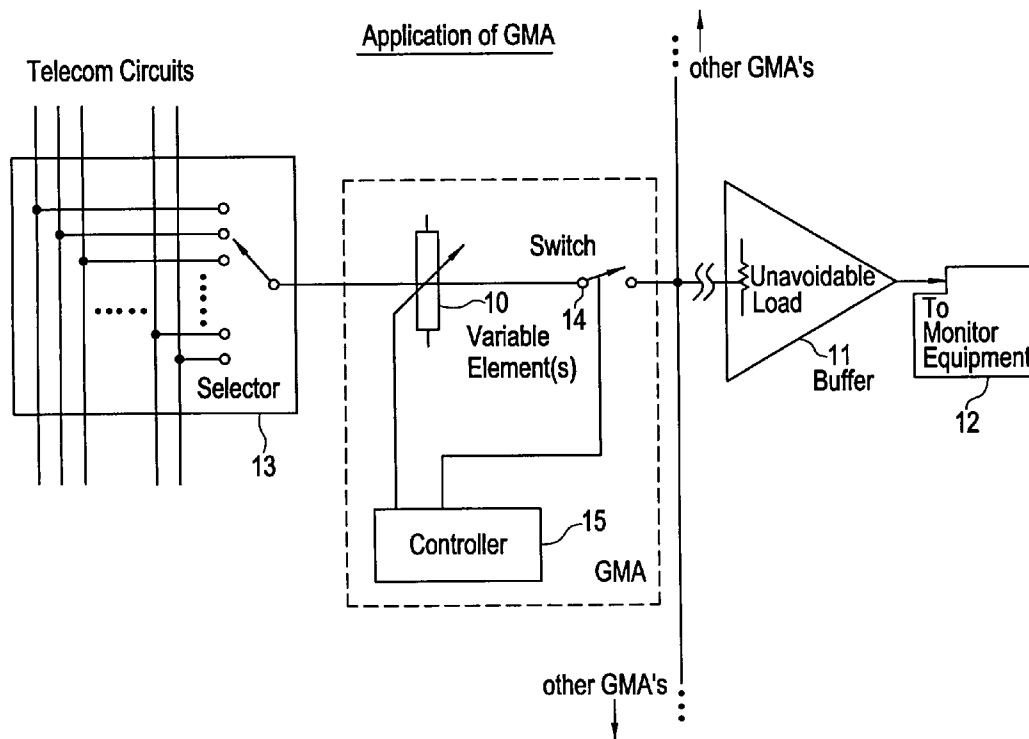 Application of GMA
Telecom Circuits
other GMA's
Switch
14
10
Variable
Element(s)
Unavoidable
Load
11
Buffer
To
Monitor
Equipment
12
Selector
13
Controller
15
GMA
other GMA's